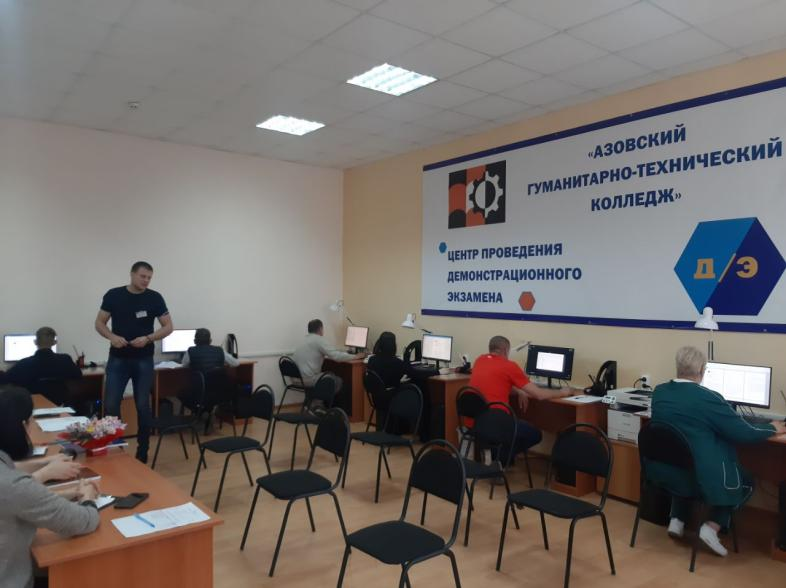 «АЗОВСКИЙ
ГУМАНИТАРНО-ТЕХНИЧЕСКИЙ
КОЛЛЕДЖ»
ЦЕНТР ПРОВЕДЕНИЯ
ДЕМОНСТРАЦИОННОГО
ЭКЗАМЕНА
Д/Э